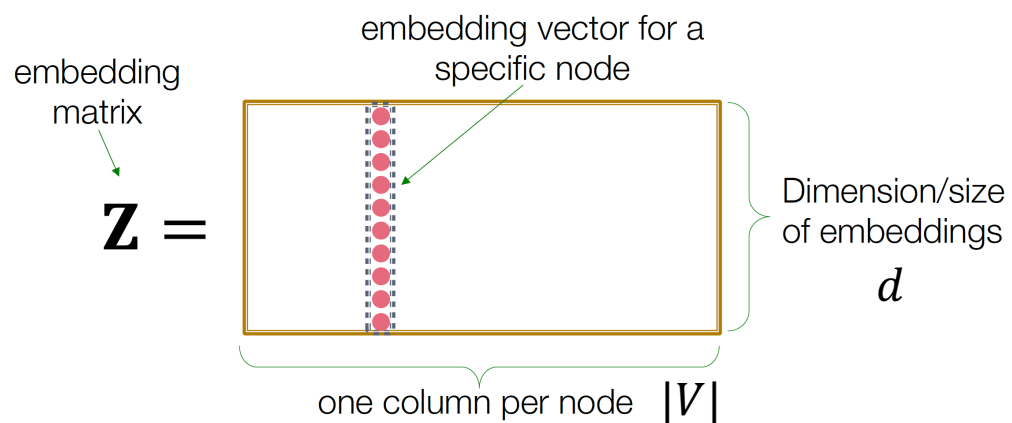 embedding vector for a
specific node
embedding
matrix
Z =
Dimension/size
of embeddings
d
one column per node |V|